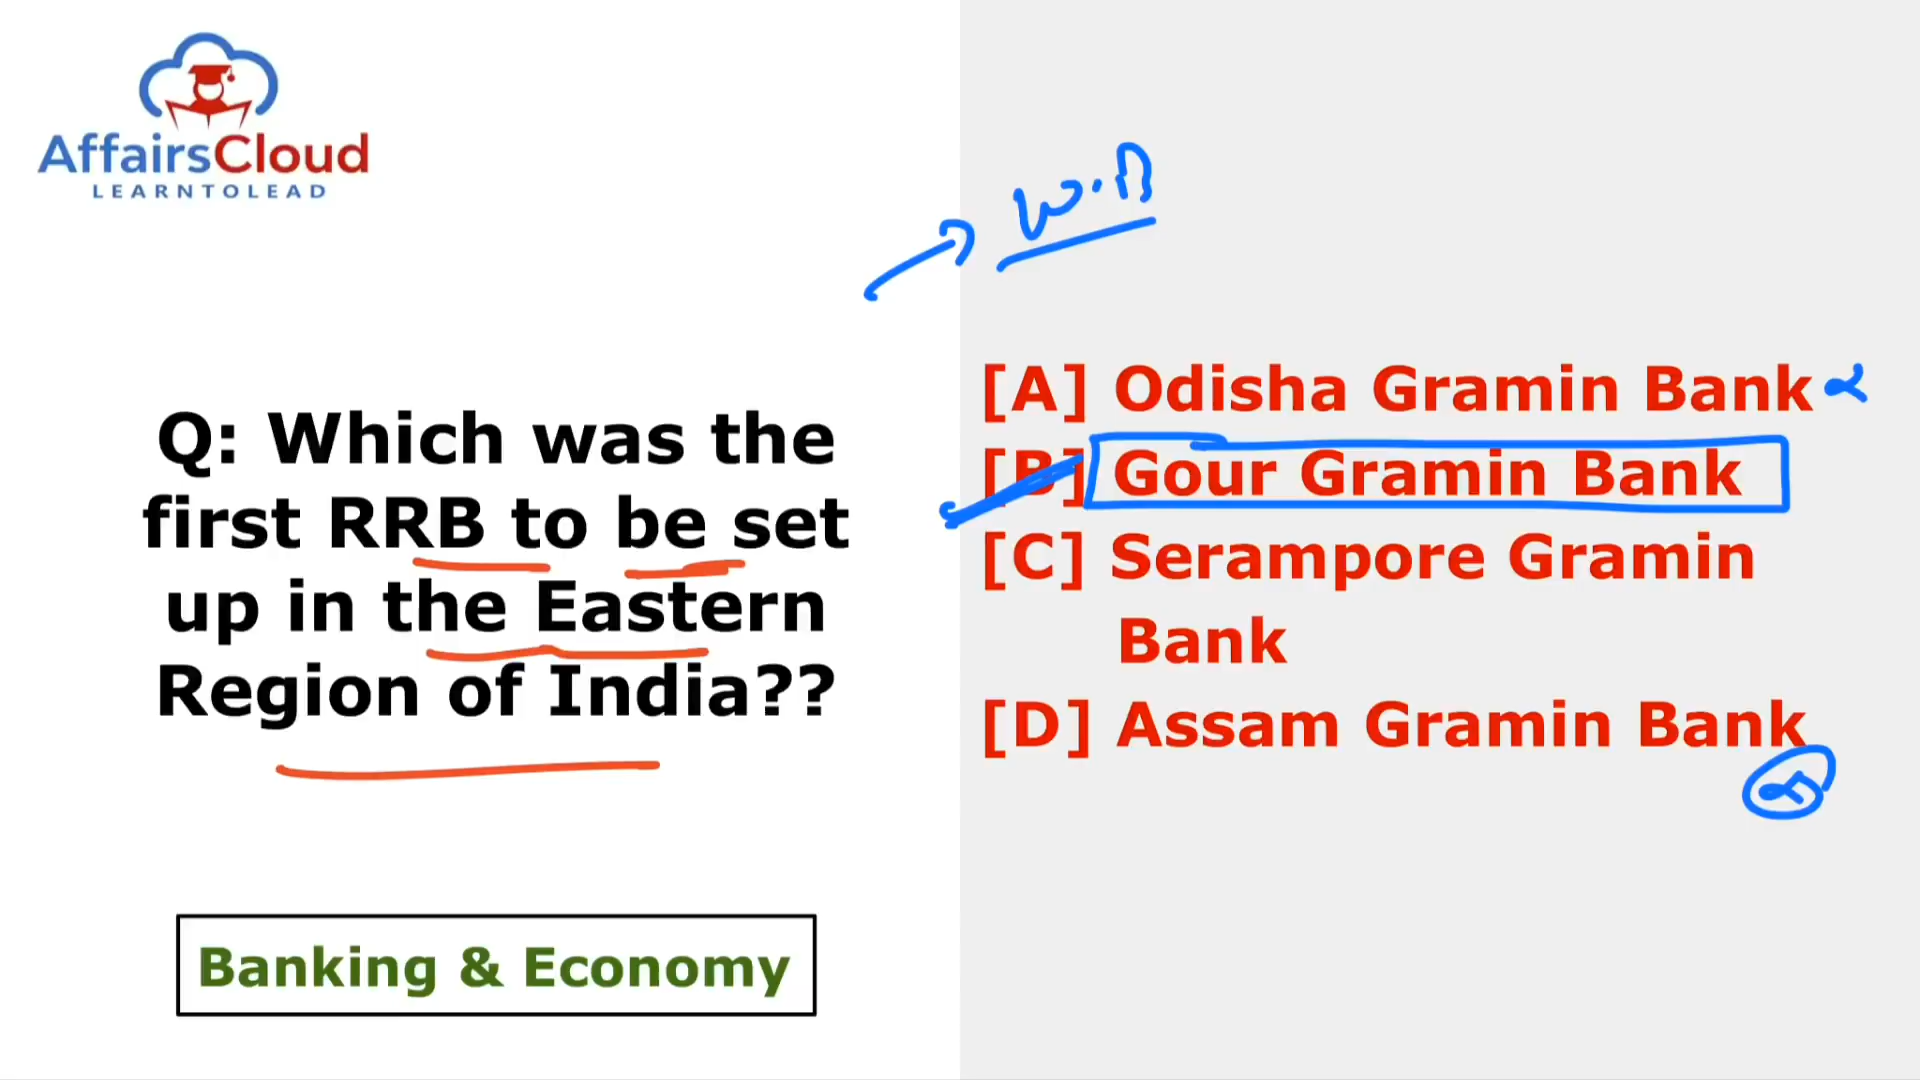 AffairsCloud
LEARNTOLEAD
W.B
Q: Which was the
first RRB to be set
up in the Eastern
Region of India??
[A] Odisha Gramin Bank
[B] Gour Gramin Bank
[C] Serampore Gramin
Bank
[D] Assam Gramin Bank
Banking & Economy